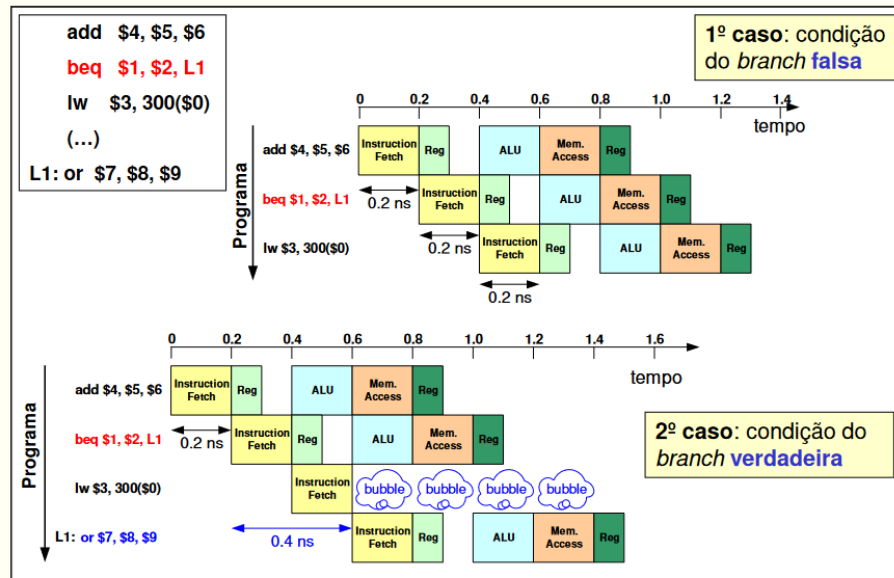 add $4, $5, $6
beq $1, $2, L1
lw $3, 300($0)
(...)
L1: or $7, $8, $9
1º caso: condição
do branch falsa
0 0.2 0.4 0.6 0.8 1.0 1.2 1.4
tempo
Programa
add $4, $5, $6
Instruction Fetch
Reg
ALU
Mem. Access
Reg
0.2 ns
beq $1, $2, L1
Instruction Fetch
Reg
ALU
Mem. Access
Reg
0.2 ns
lw $3, 300($0)
Instruction Fetch
Reg
ALU
Mem. Access
Reg
0.2 ns
0 0.2 0.4 0.6 0.8 1.0 1.2 1.4 1.6
tempo
Programa
add $4, $5, $6
Instruction Fetch
Reg
ALU
Mem. Access
Reg
0.2 ns
beq $1, $2, L1
Instruction Fetch
Reg
ALU
Mem. Access
Reg
2º caso: condição do
branch verdadeira
lw $3, 300($0)
Instruction Fetch
bubble
bubble
bubble
bubble
0.4 ns
L1: or $7, $8, $9
Instruction Fetch
Reg
ALU
Mem. Access
Reg